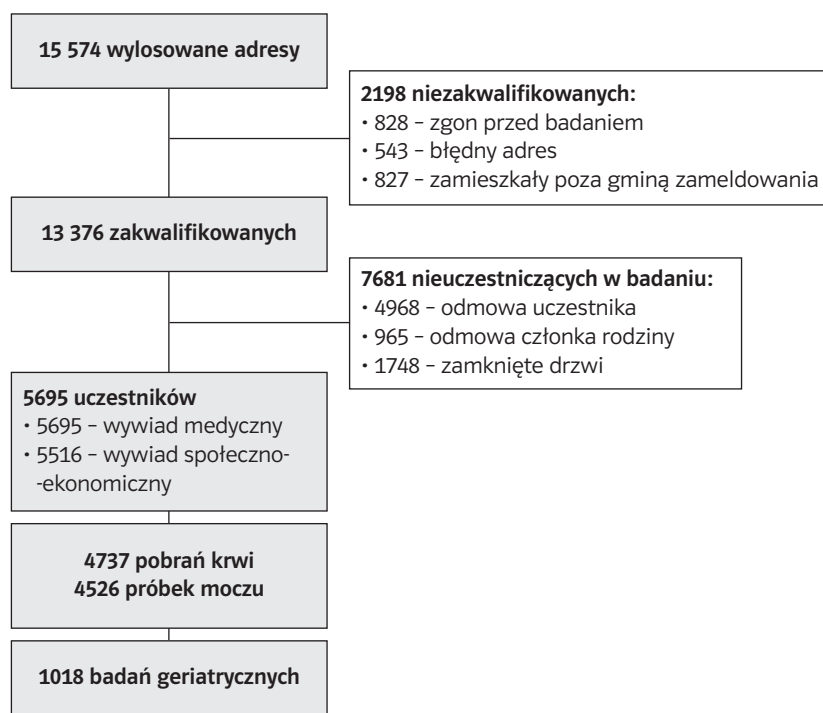 15 574 wylosowane adresy
2198 niezakwalifikowanych:
• 828 – zgon przed badaniem
• 543 – błędny adres
• 827 – zamieszkały poza gminą zameldowania
13 376 zakwalifikowanych
7681 nieuczestniczących w badaniu:
• 4968 – odmowa uczestnika
• 965 – odmowa członka rodziny
• 1748 – zamknięte drzwi
5695 uczestników
• 5695 – wywiad medyczny
• 5516 – wywiad społeczno-
-ekonomiczny
4737 pobrań krwi
4526 próbek moczu
1018 badań geriatrycznych